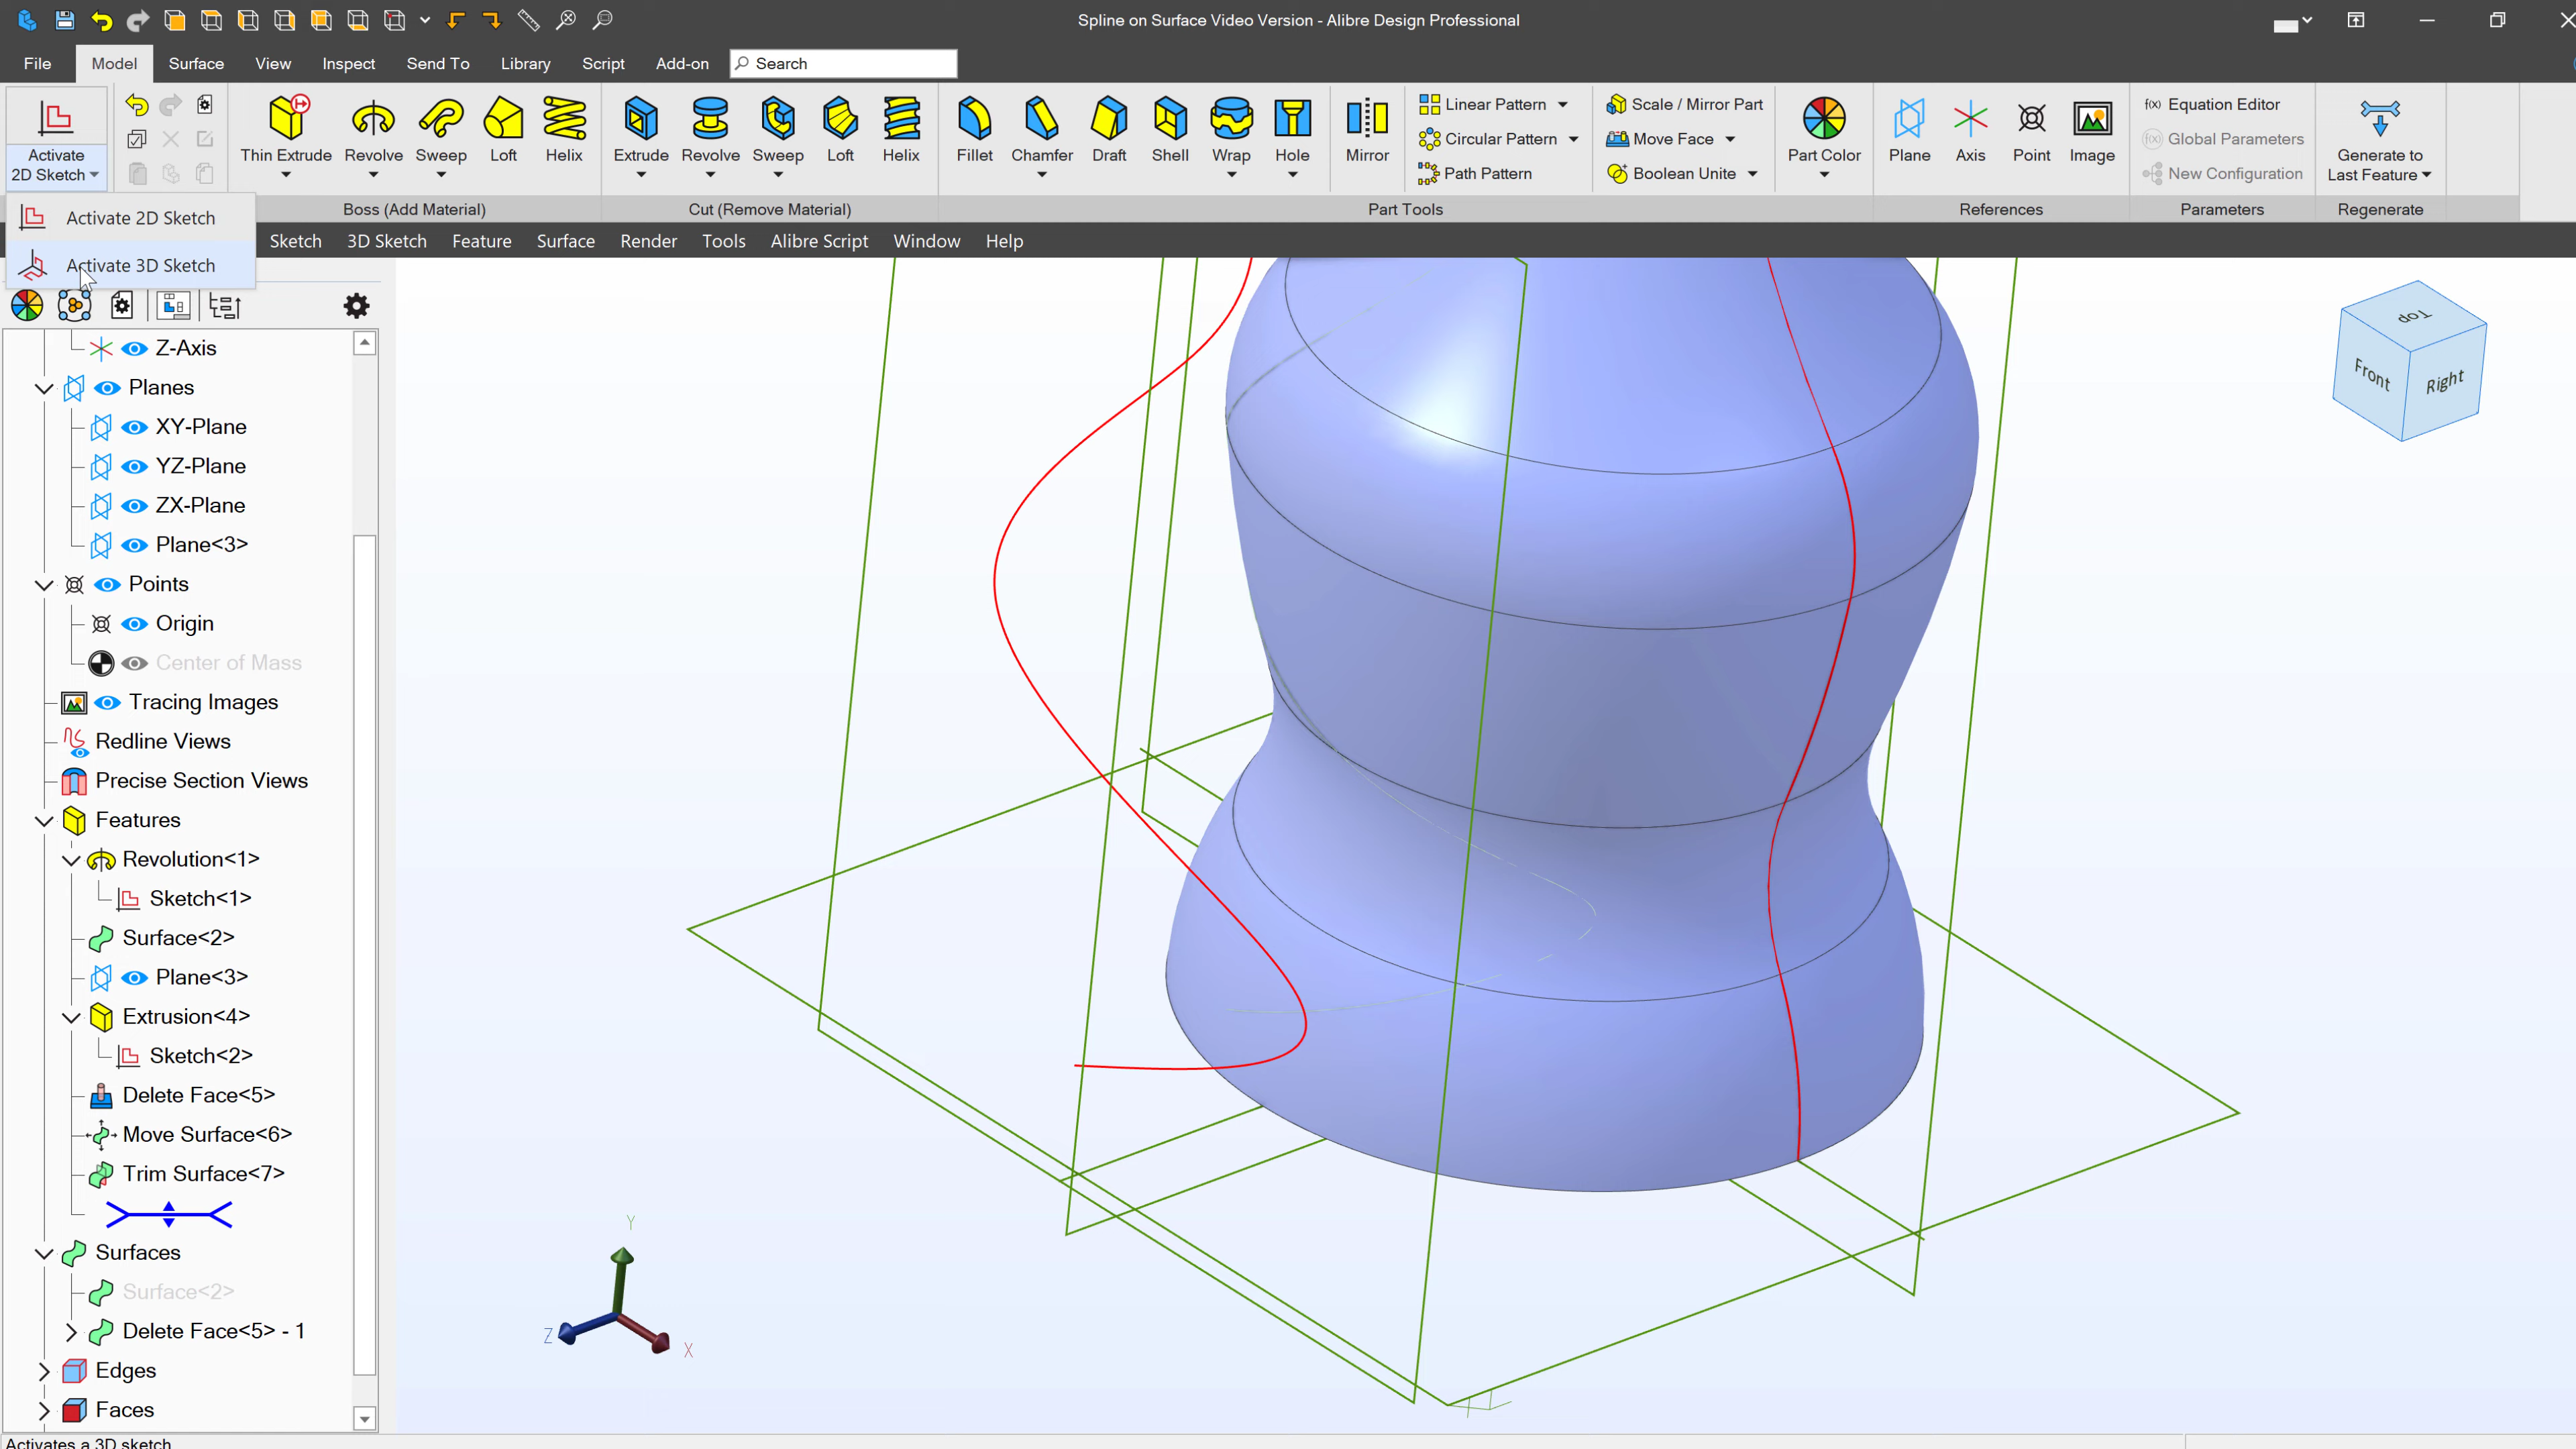 Spline on Surface Video Version - Alibre Design Professional
File Model Surface View Inspect Send To Library Script Add-on Search
Activate 2D Sketch
Thin Extrude Revolve Sweep Loft Helix
Extrude Revolve Sweep Loft Helix
Fillet Chamfer Draft Shell Wrap Hole Mirror
Linear Pattern
Circular Pattern
Path Pattern
Scale / Mirror Part
Move Face
Boolean Unite
Part Color
Plane Axis Point Image
f(x) Equation Editor
f(x) Global Parameters
New Configuration
Generate to
Last Feature
Boss (Add Material) Cut (Remove Material) Part Tools References Parameters Regenerate
Activate 2D Sketch
Activate 3D Sketch
Sketch 3D Sketch Feature Surface Render Tools Alibre Script Window Help
Z-Axis
Planes
XY-Plane
YZ-Plane
ZX-Plane
Plane<3>
Points
Origin
Center of Mass
Tracing Images
Redline Views
Precise Section Views
Features
Revolution<1>
Sketch<1>
Surface<2>
Plane<3>
Extrusion<4>
Sketch<2>
Delete Face<5>
Move Surface<6>
Trim Surface<7>
Surfaces
Surface<2>
Delete Face<5> - 1
Edges
Faces
Top
Front
Right
Y
Z
X
Activates a 3D sketch